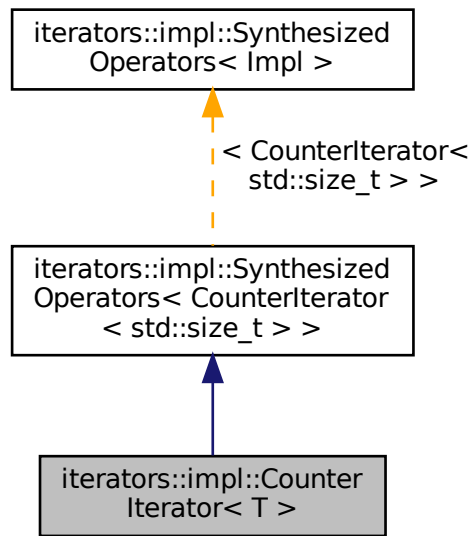 iterators::impl::Synthesized
Operators< Impl >
< CounterIterator<
std::size_t > >
iterators::impl::Synthesized
Operators< CounterIterator
< std::size_t > >
iterators::impl::Counter
Iterator< T >